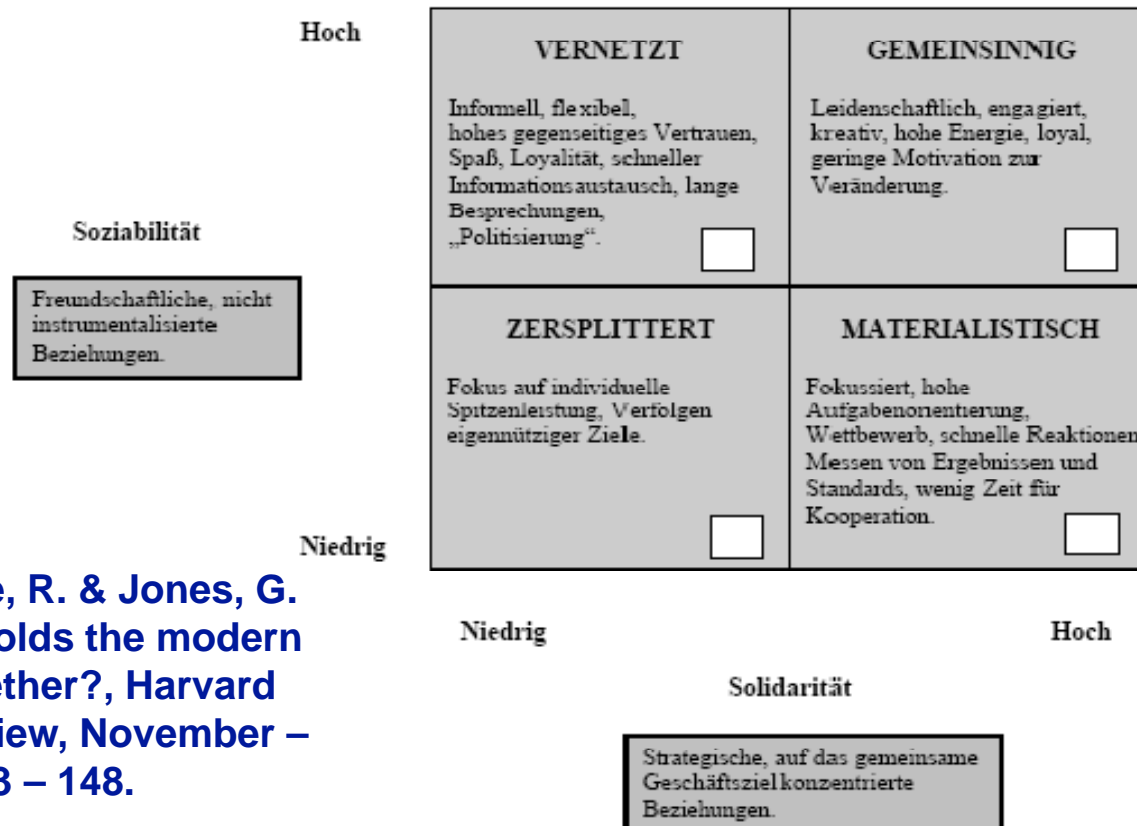 Hoch
VERNETZT
Informell, flexibel,
hohes gegenseitiges Vertrauen,
Spaß, Loyalität, schneller
Informationsaustausch, lange
Besprechungen,
„Politisierung“.
GEMEINSINNIG
Leidenschaftlich, engagiert,
kreativ, hohe Energie, loyal,
geringe Motivation zur
Veränderung.
Soziabilität
Freundschaftliche, nicht
instrumentalisierte
Beziehungen.
ZERSPLITTERT
Fokus auf individuelle
Spitzenleistung, Verfolgen
eigennütziger Ziele.
MATERIALISTISCH
Fokussiert, hohe
Aufgabenorientierung,
Wettbewerb, schnelle Reaktionen
Messen von Ergebnissen und
Standards, wenig Zeit für
Kooperation.
Niedrig
e, R. & Jones, G.
olds the modern
ether?, Harvard
iew, November –
3 – 148.
Niedrig
Hoch
Solidarität
Strategische, auf das gemeinsame
Geschäftsziel konzentrierte
Beziehungen.